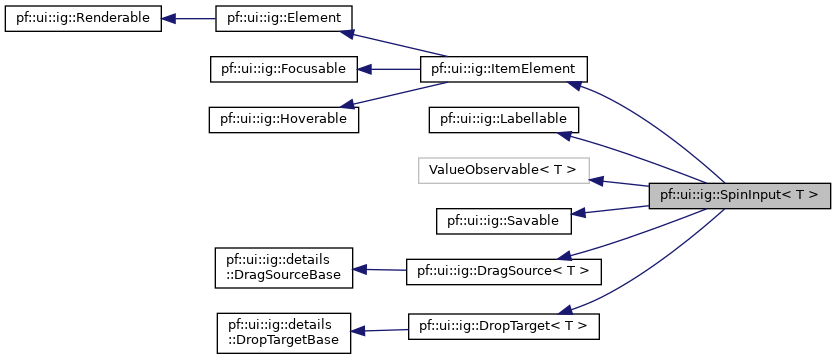 pf::ui::ig::Renderable
pf::ui::ig::Element
pf::ui::ig::Focusable
pf::ui::ig::ItemElement
pf::ui::ig::Hoverable
pf::ui::ig::Labellable
ValueObservable< T >
pf::ui::ig::SpinInput< T >
pf::ui::ig::Savable
pf::ui::ig::details
::DragSourceBase
pf::ui::ig::DragSource< T >
pf::ui::ig::details
::DropTargetBase
pf::ui::ig::DropTarget< T >